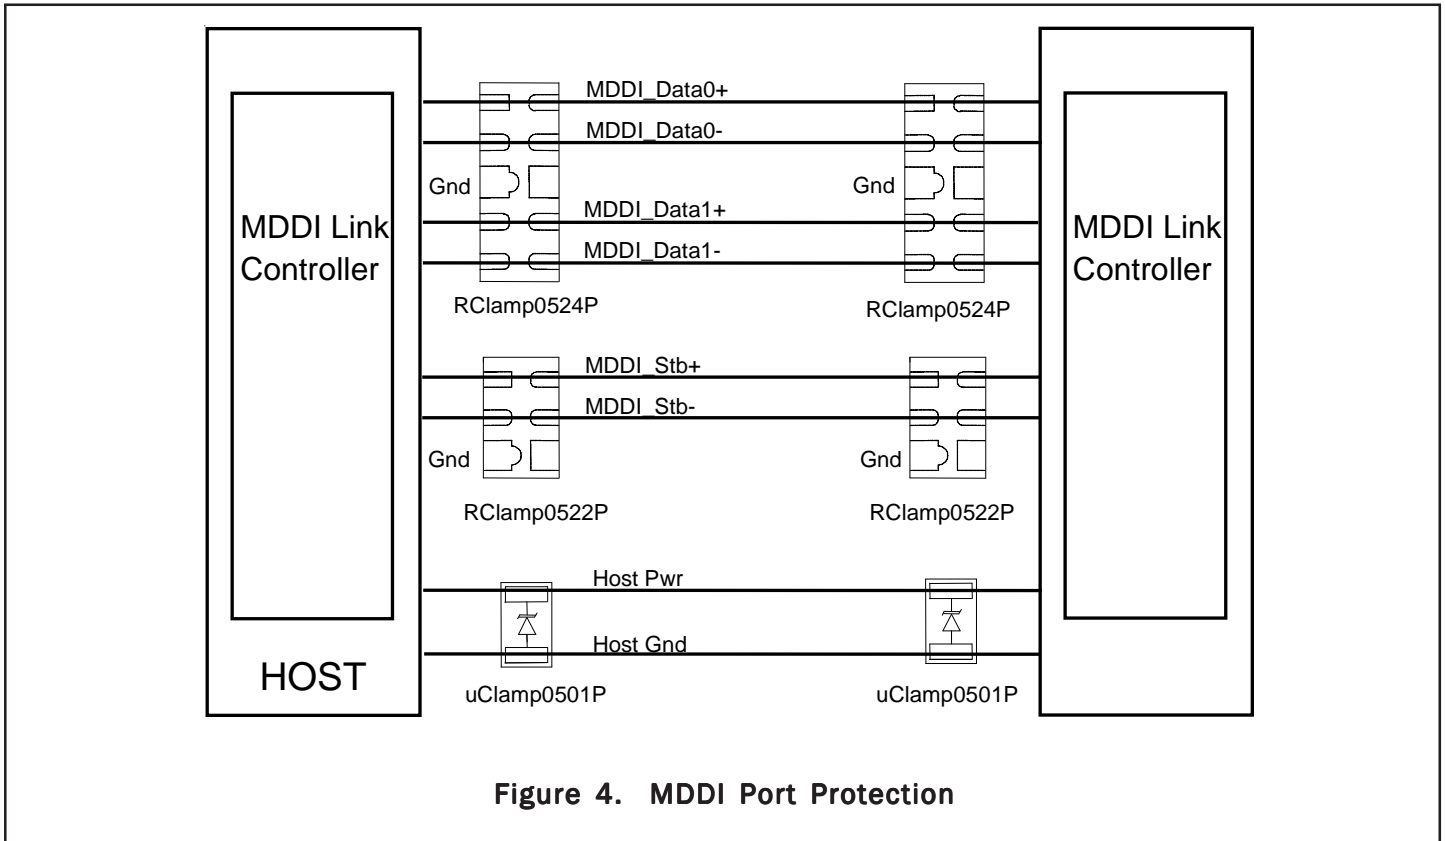 MDDI_Data0+
MDDI_Data0-
Gnd
Gnd
MDDI_Data1+
MDDI_Data1-
MDDI Link
Controller
MDDI Link
Controller
RClamp0524P
RClamp0524P
MDDI_Stb+
MDDI_Stb-
Gnd
Gnd
RClamp0522P
RClamp0522P
Host Pwr
Host Gnd
HOST
uClamp0501P
uClamp0501P
Figure 4. MDDI Port Protection